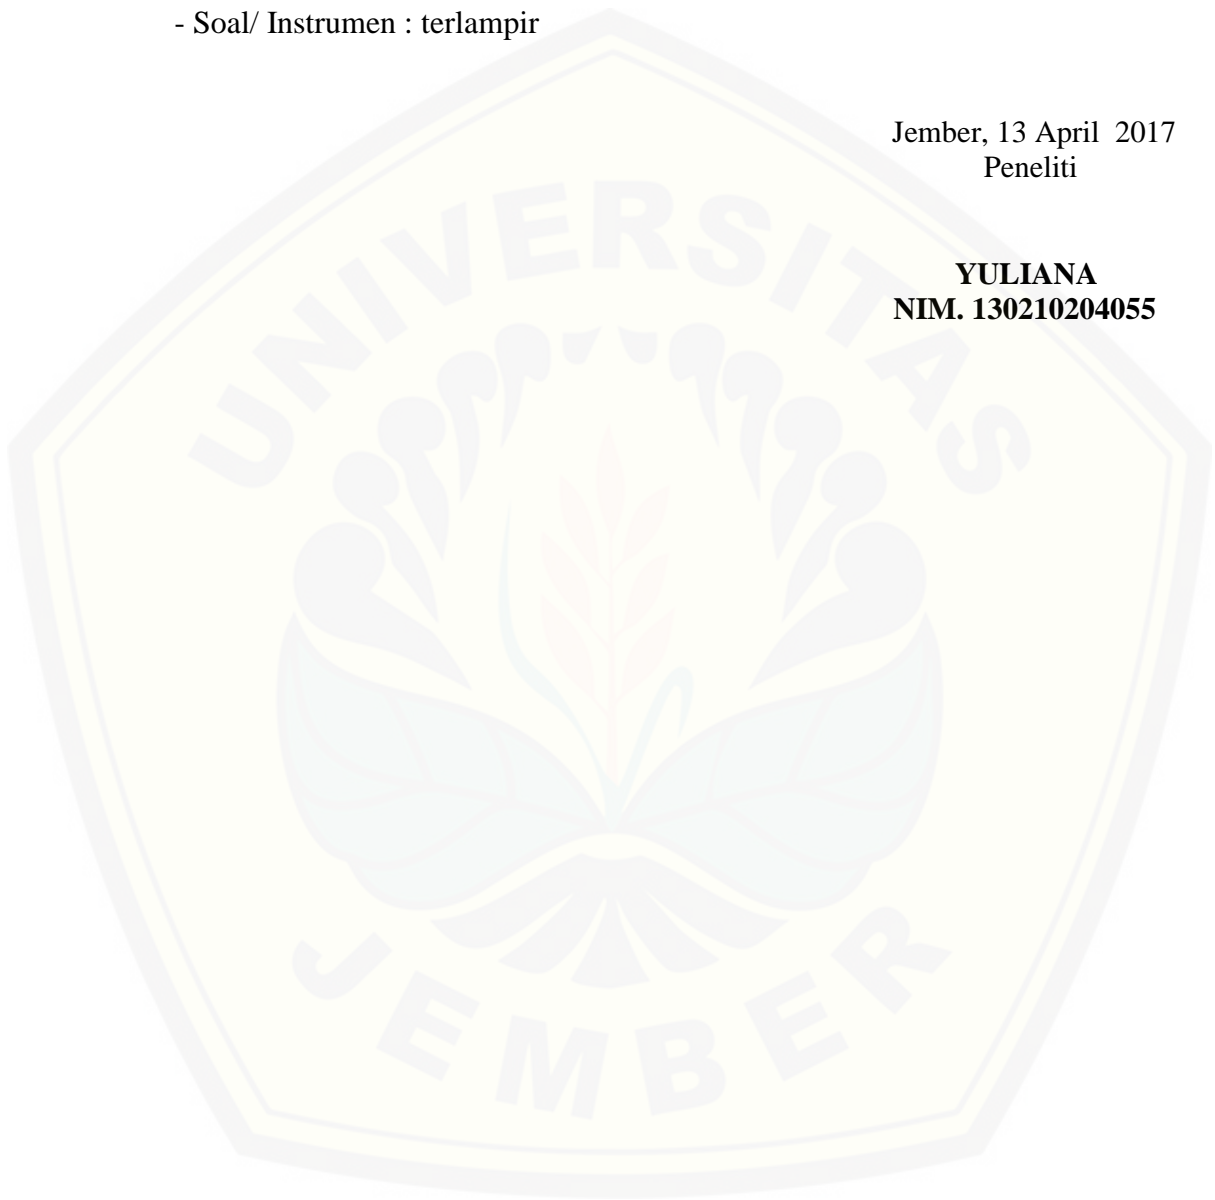 - Soal/ Instrumen : terlampir
Jember, 13 April 2017
Peneliti
YULIANA
NIM. 130210204055
UNIVERSITAS
JEMBER